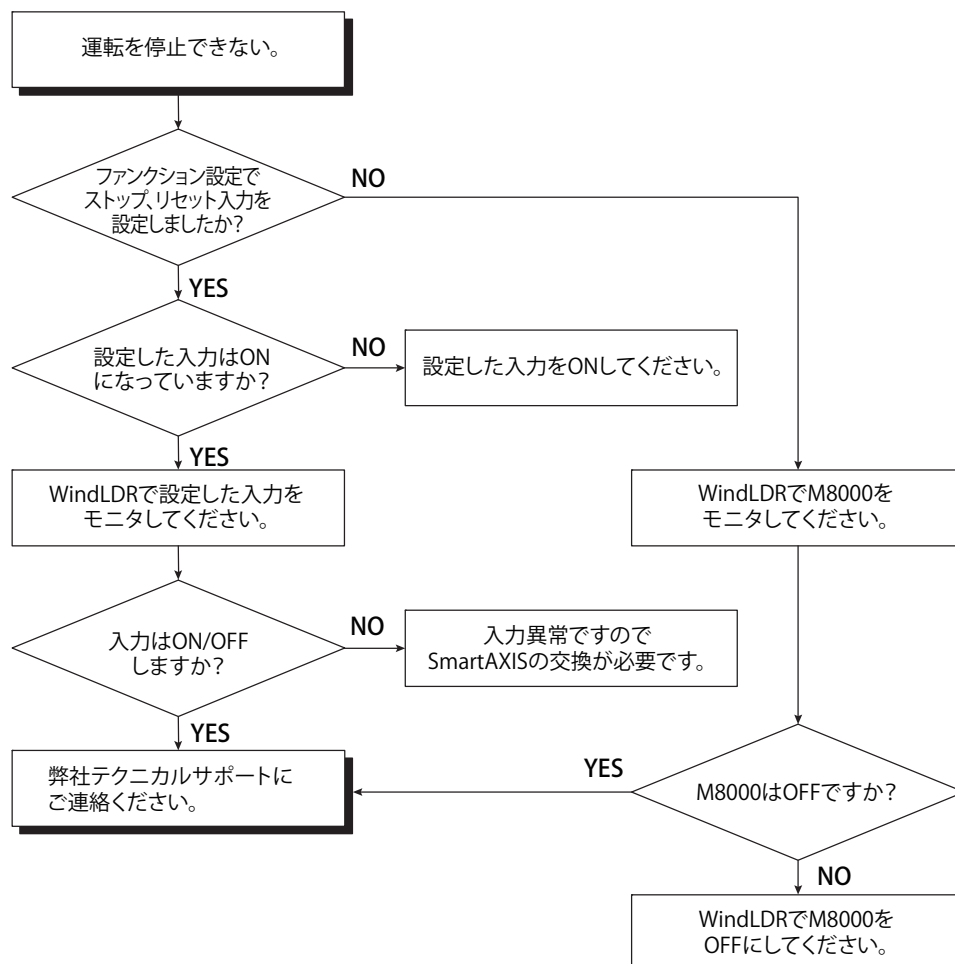 運転を停止できない。
ファンクション設定で
ストップ、リセット入力を
設定しましたか？
NO
YES
設定した入力はON
になっていますか？
NO
設定した入力をONしてください。
YES
WindLDRで設定した入力を
モニタしてください。
WindLDRでM8000を
モニタしてください。
入力はON/OFF
しますか？
NO
入力異常ですので
SmartAXISの交換が必要です。
YES
弊社テクニカルサポートに
ご連絡ください。
YES
M8000はOFFですか？
NO
WindLDRでM8000を
OFFにしてください。